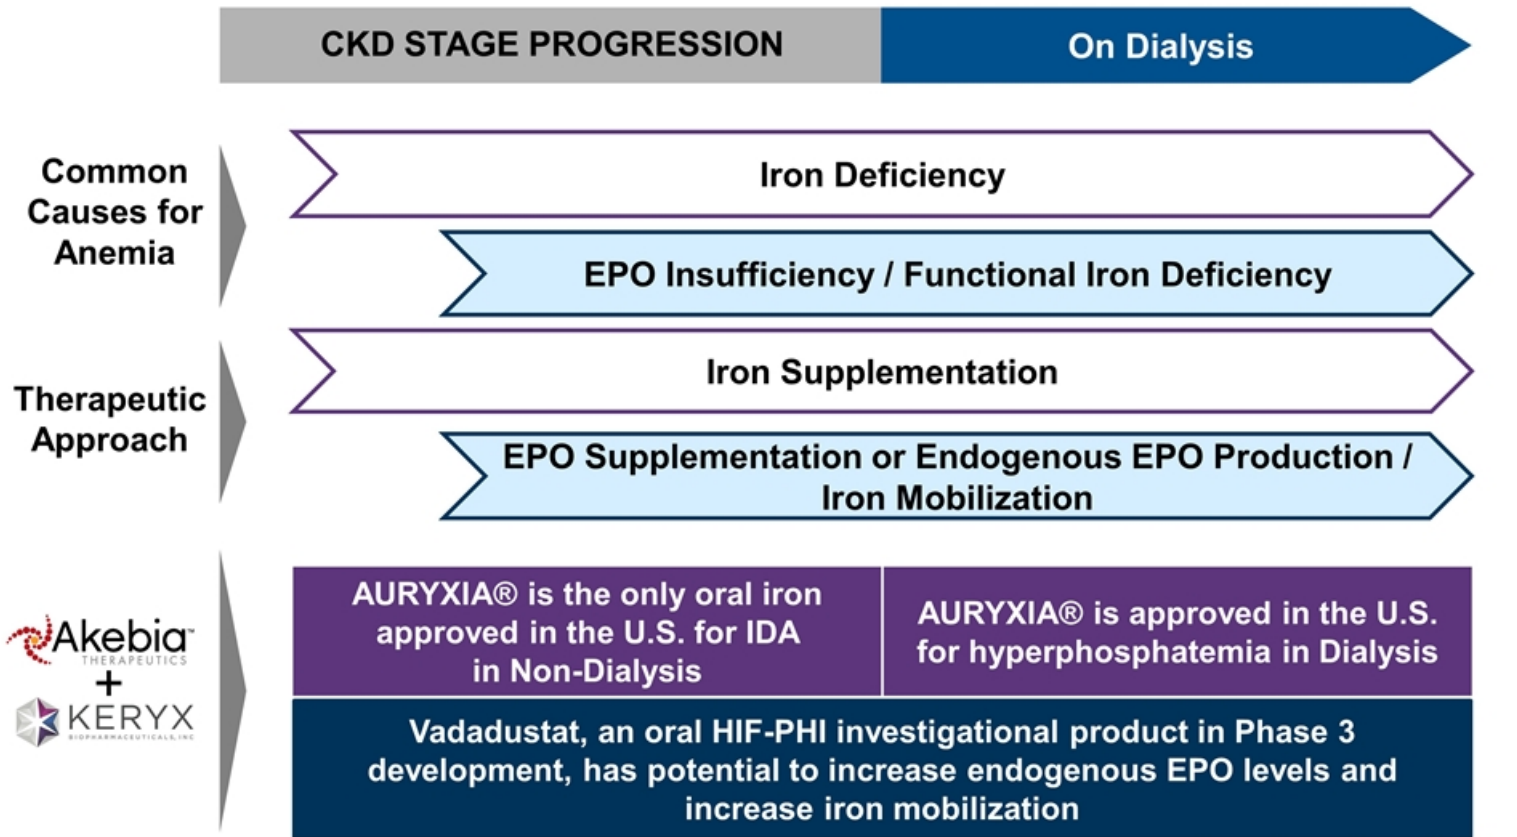 CKD STAGE PROGRESSION
On Dialysis
Common
Causes for
Anemia
Iron Deficiency
EPO Insufficiency / Functional Iron Deficiency
Therapeutic
Approach
Iron Supplementation
EPO Supplementation or Endogenous EPO Production /
Iron Mobilization
Akebia™
THERAPEUTICS
+
KERYX
BIOPHARMACEUTICALS, INC
AURYXIA® is the only oral iron
approved in the U.S. for IDA
in Non-Dialysis
AURYXIA® is approved in the U.S.
for hyperphosphatemia in Dialysis
Vadadustat, an oral HIF-PHI investigational product in Phase 3
development, has potential to increase endogenous EPO levels and
increase iron mobilization